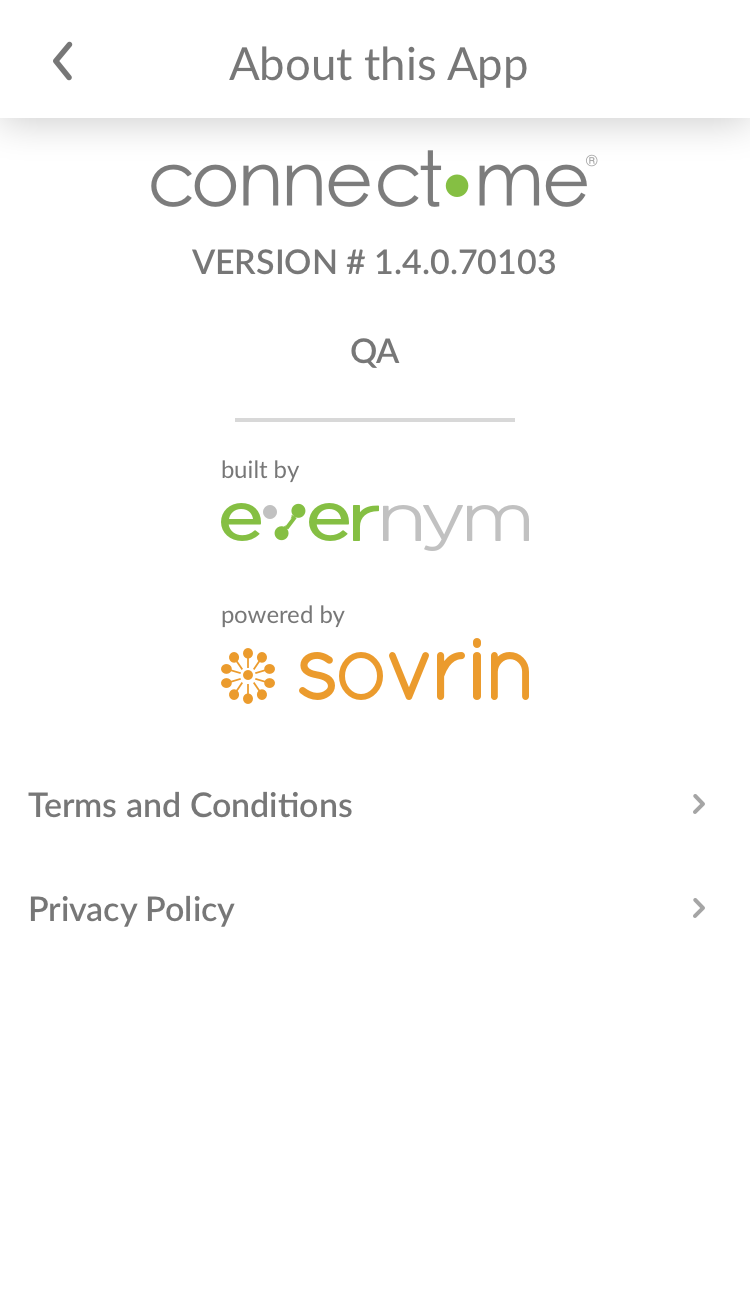 About this App
connect•me®
VERSION # 1.4.0.70103
QA
built by
evernym
powered by
sovrin
Terms and Conditions
Privacy Policy